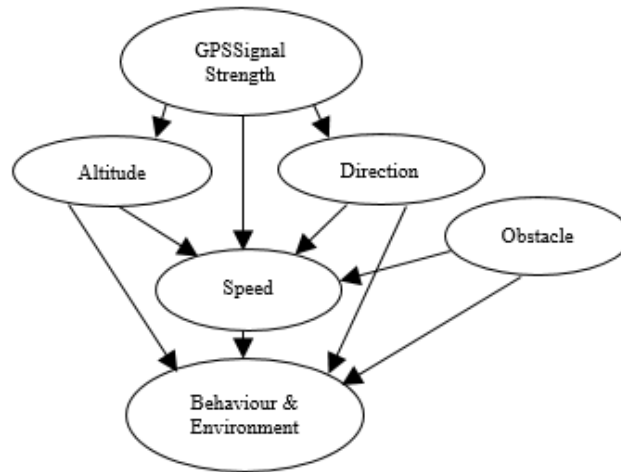 GPSSignal
Strength
Altitude
Direction
Obstacle
Speed
Behaviour &
Environment